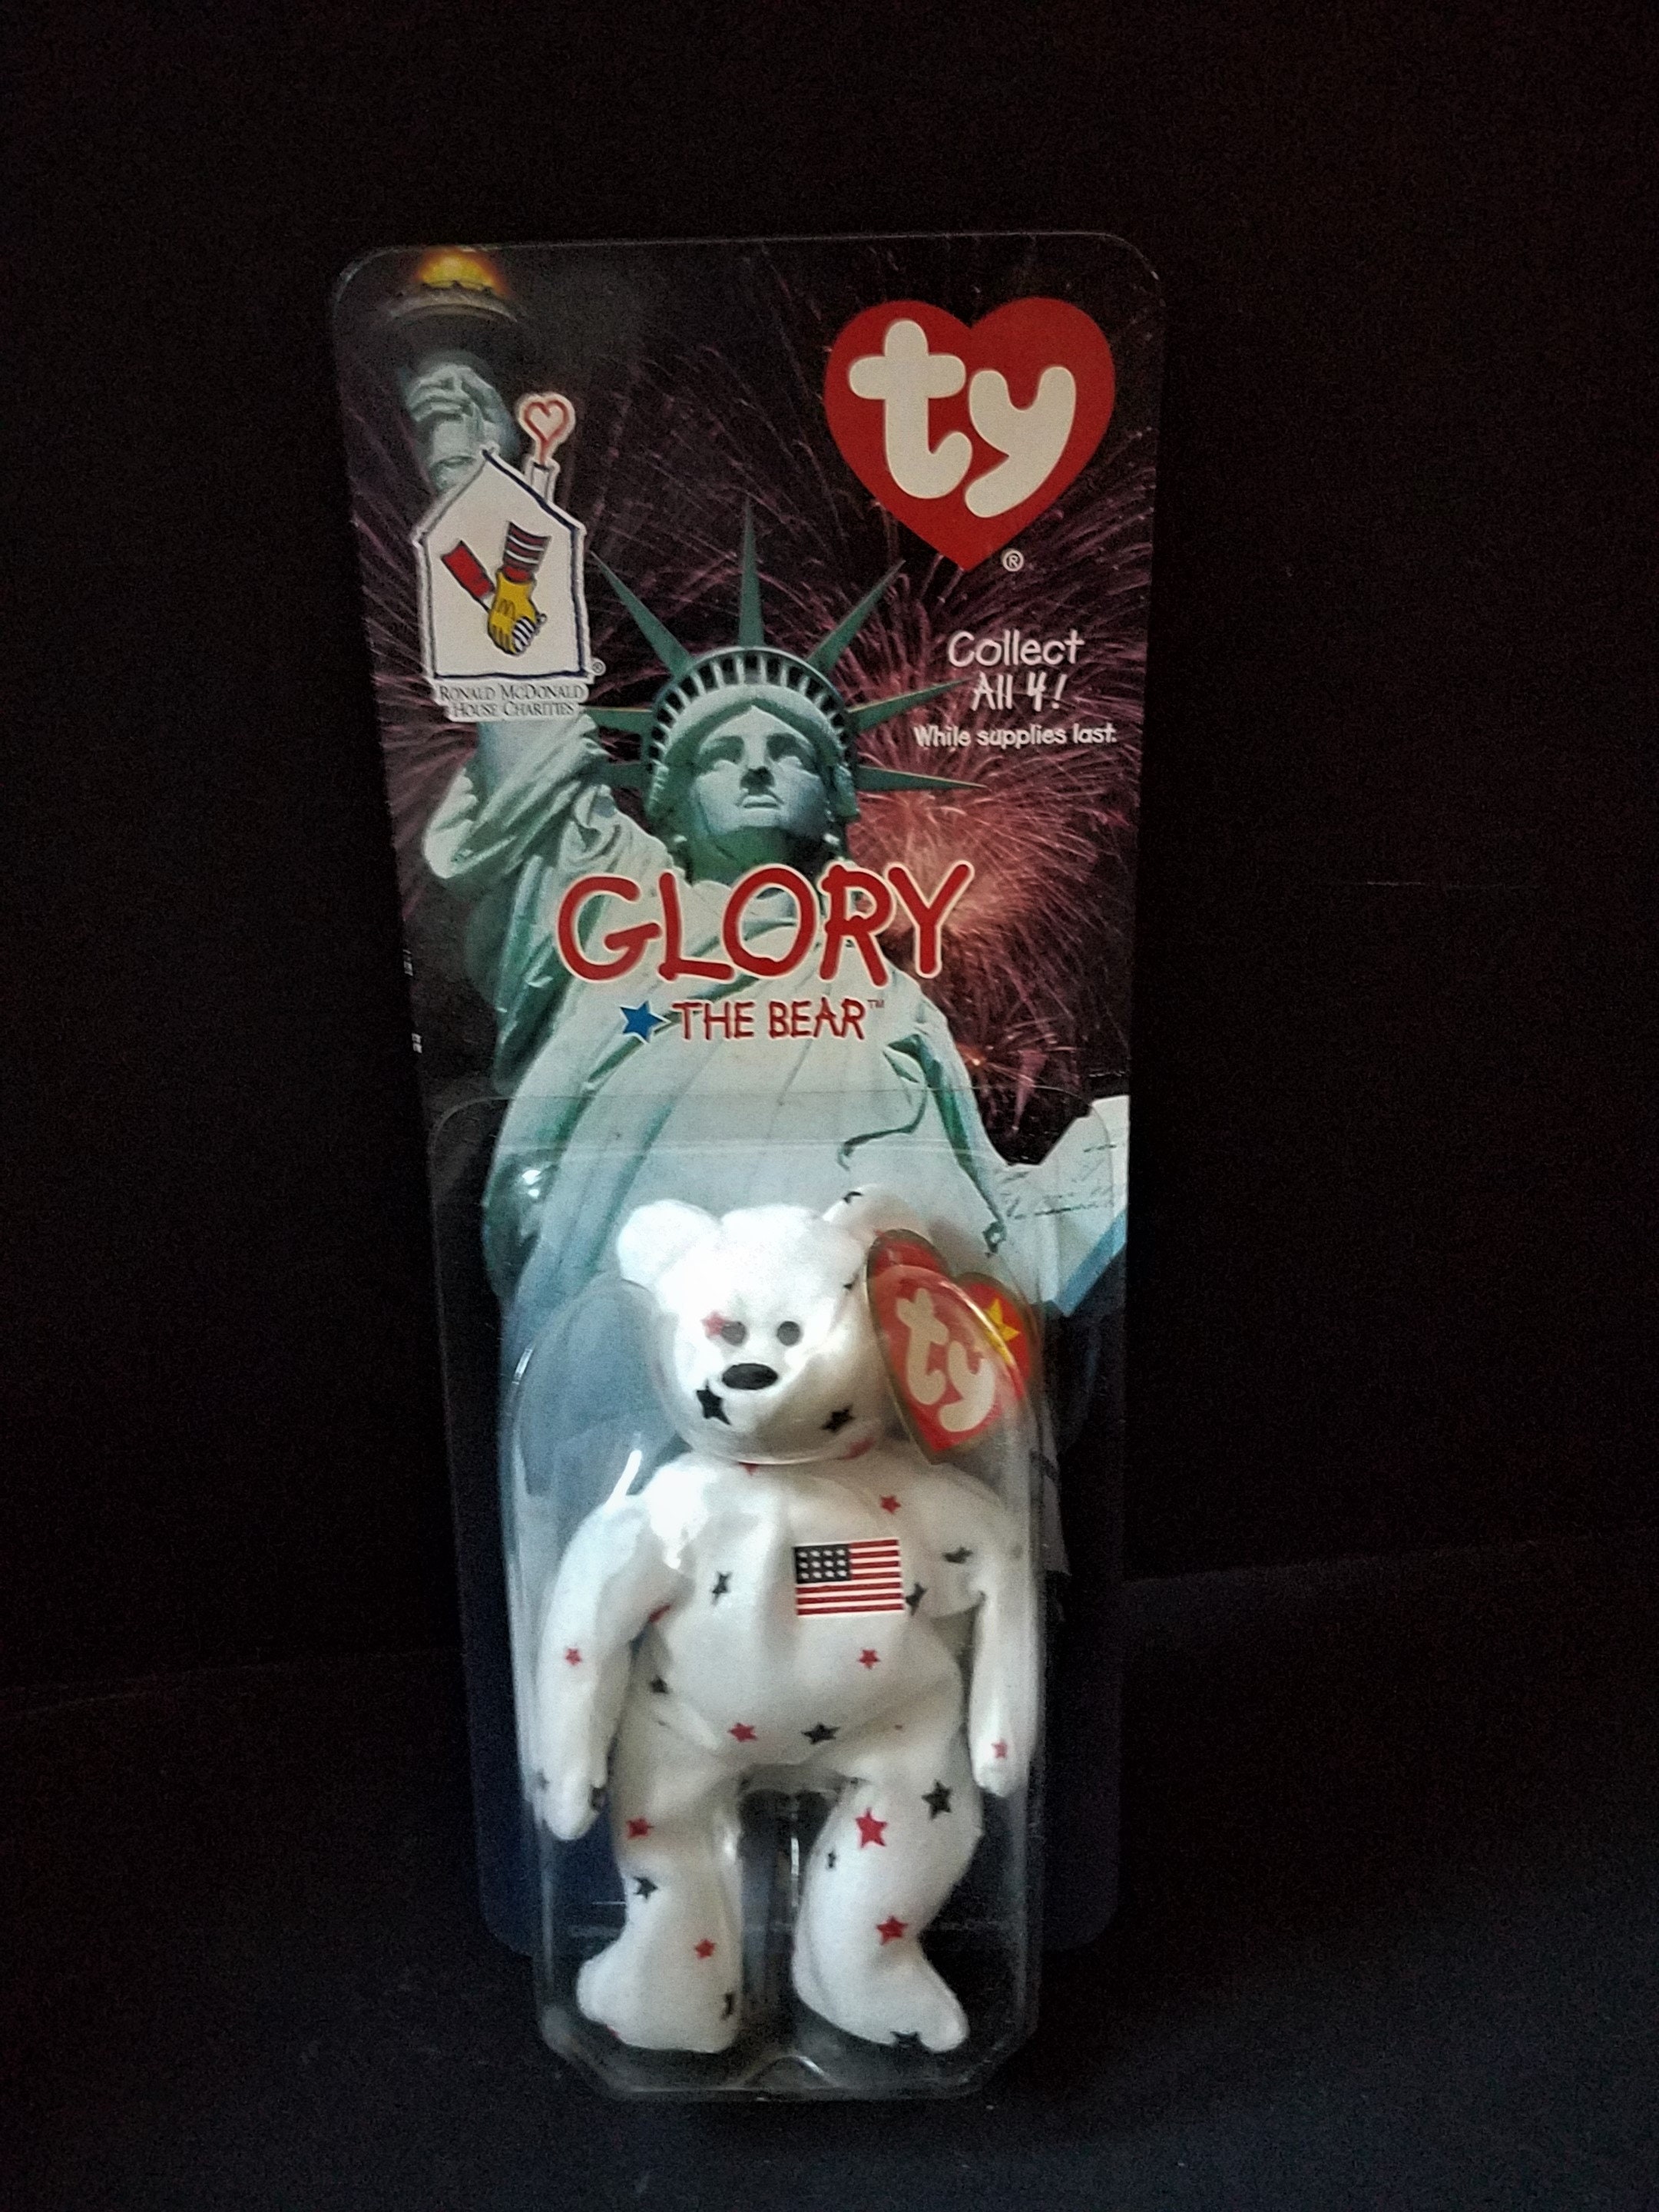 ty
®
Collect
All 4!
While supplies last.
®
RONALD MCDONALD
HOUSE CHARITIES
GLORY
THE BEAR™
ty